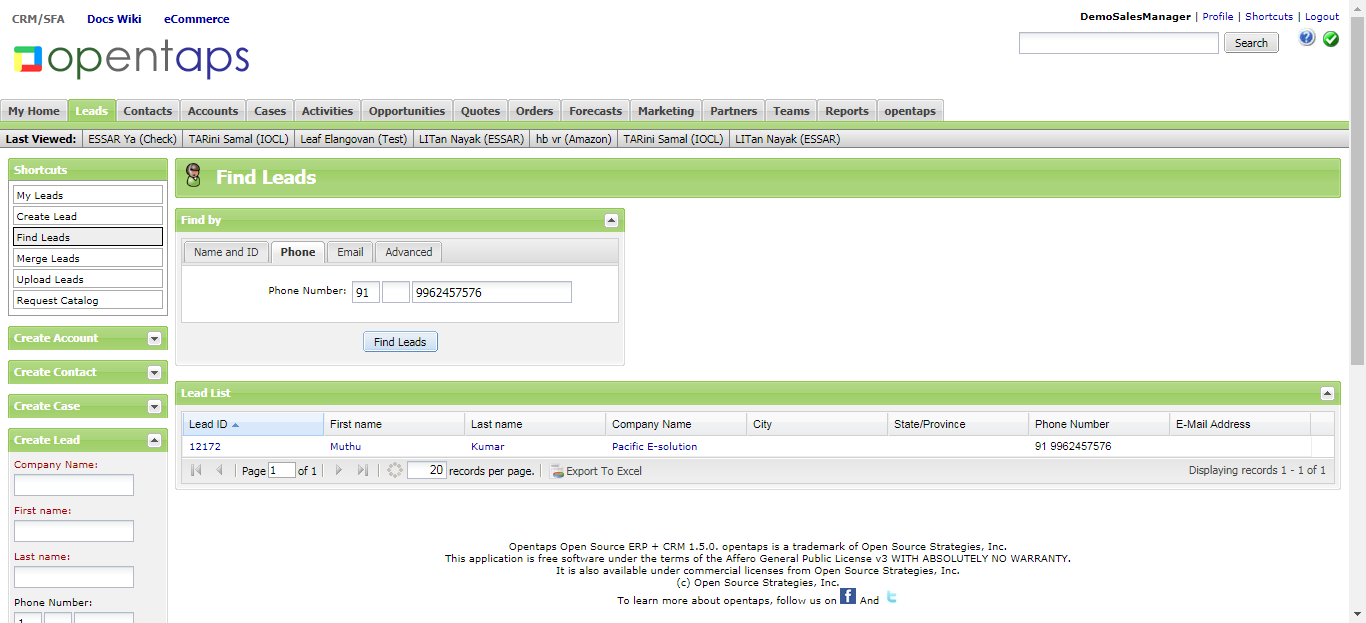 CRM/SFA Docs Wiki eCommerce
DemoSalesManager | Profile | Shortcuts | Logout
opentaps
Search
My Home Leads Contacts Accounts Cases Activities Opportunities Quotes Orders Forecasts Marketing Partners Teams Reports opentaps
Last Viewed: ESSAR Ya (Check) TARini Samal (IOCL) Leaf Elangovan (Test) LITan Nayak (ESSAR) hb vr (Amazon) TARini Samal (IOCL) LITan Nayak (ESSAR)
Shortcuts
My Leads
Create Lead
Find Leads
Merge Leads
Upload Leads
Request Catalog
Create Account
Create Contact
Create Case
Create Lead
Company Name:
First name:
Last name:
Phone Number:
1
Find Leads
Find by
Name and ID Phone Email Advanced
Phone Number: 91 9962457576
Find Leads
Lead List
Lead ID First name Last name Company Name City State/Province Phone Number E-Mail Address
12172 Muthu Kumar Pacific E-solution 91 9962457576
Page 1 of 1 20 records per page. Export To Excel Displaying records 1 - 1 of 1
Opentaps Open Source ERP + CRM 1.5.0. opentaps is a trademark of Open Source Strategies, Inc.
This application is free software under the terms of the Affero General Public License v3 WITH ABSOLUTELY NO WARRANTY.
It is also available under commercial licenses from Open Source Strategies, Inc.
(c) Open Source Strategies, Inc.
To learn more about opentaps, follow us on f And t